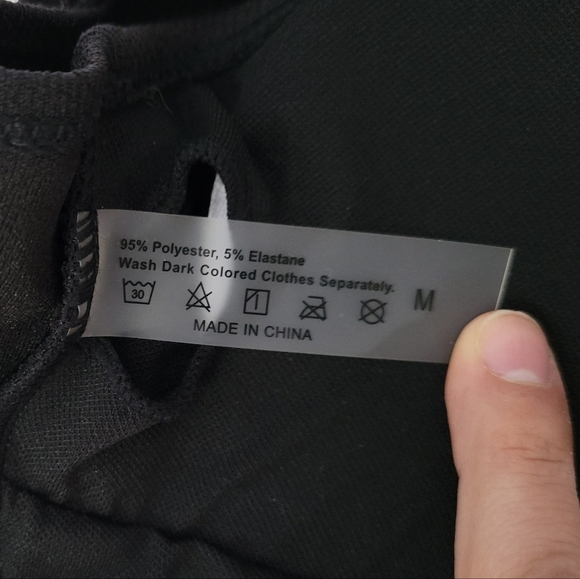 95% Polyester, 5% Elastane
Wash Dark Colored Clothes Separately.
30
M
MADE IN CHINA